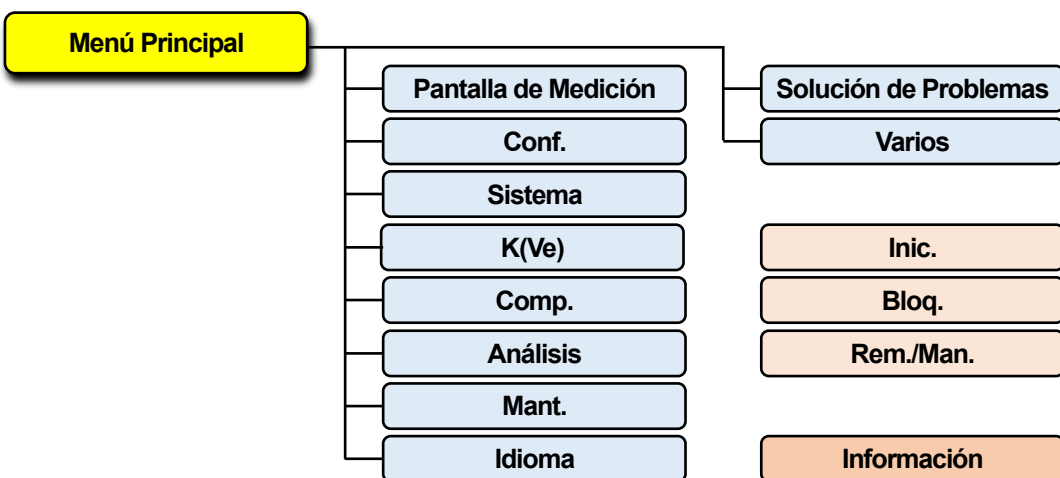 Menú Principal
Pantalla de Medición
Conf.
Sistema
K(Ve)
Comp.
Análisis
Mant.
Idioma
Solución de Problemas
Varios
Inic.
Bloq.
Rem./Man.
Información